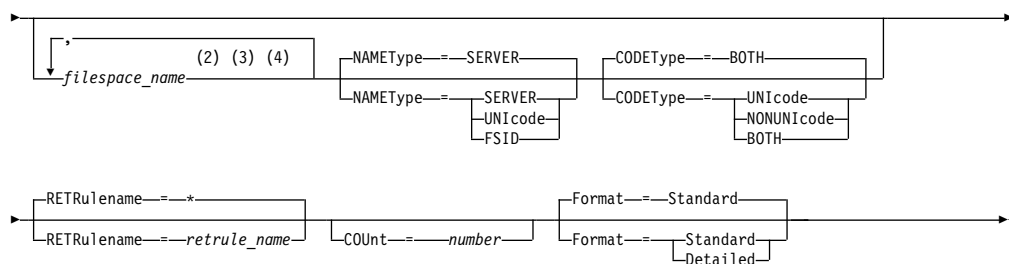 ,
(2) (3) (4)
filespace_name
NAMEType = SERVER
NAMEType = SERVER
UNIcode
FSID
CODEType = BOTH
CODEType = UNIcode
NONUNIcode
BOTH
RETRulename = *
RETRulename = retrule_name
COUnt = number
Format = Standard
Format = Standard
Detailed